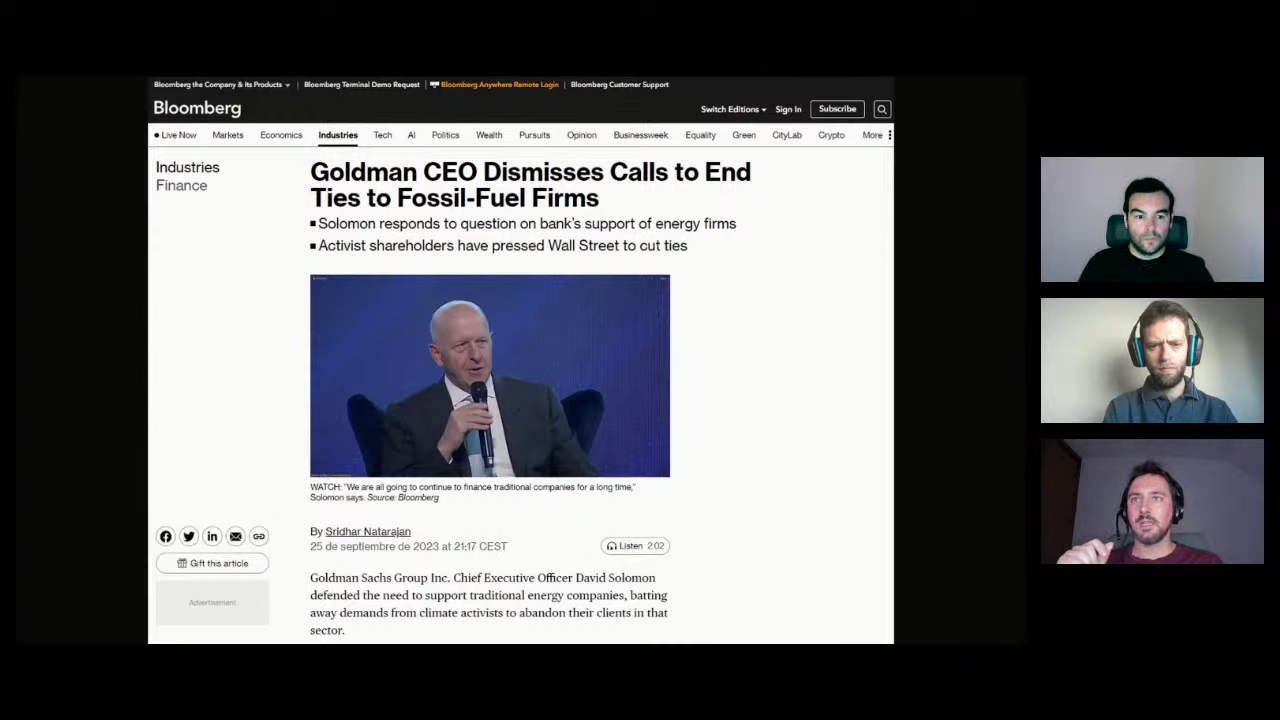 Bloomberg the Company & Its Products
Bloomberg Terminal Demo Request
Bloomberg Anywhere Remote Login
Bloomberg Customer Support
Bloomberg
Switch Editions
Sign In
Subscribe
Live Now
Markets
Economics
Industries
Tech
AI
Politics
Wealth
Pursuits
Opinion
Businessweek
Equality
Green
CityLab
Crypto
More
Industries
Finance
Goldman CEO Dismisses Calls to End
Ties to Fossil-Fuel Firms
Solomon responds to question on bank's support of energy firms
Activist shareholders have pressed Wall Street to cut ties
WATCH: "We are all going to continue to finance traditional companies for a long time,"
Solomon says. Source: Bloomberg
By Sridhar Natarajan
25 de septiembre de 2023 at 21:17 CEST
Listen 2:02
Gift this article
Advertisement
Goldman Sachs Group Inc. Chief Executive Officer David Solomon
defended the need to support traditional energy companies, batting
away demands from climate activists to abandon their clients in that
sector.